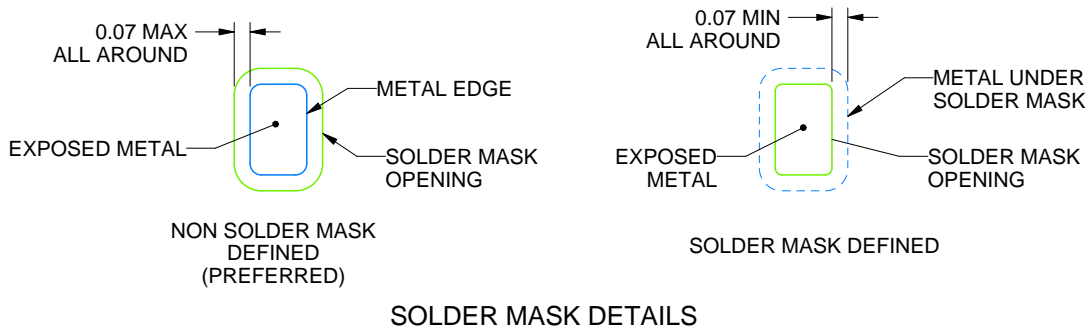 0.07 MAX
ALL AROUND
METAL EDGE
EXPOSED METAL
SOLDER MASK
OPENING
NON SOLDER MASK
DEFINED
(PREFERRED)
0.07 MIN
ALL AROUND
METAL UNDER
SOLDER MASK
EXPOSED
METAL
SOLDER MASK
OPENING
SOLDER MASK DEFINED
SOLDER MASK DETAILS